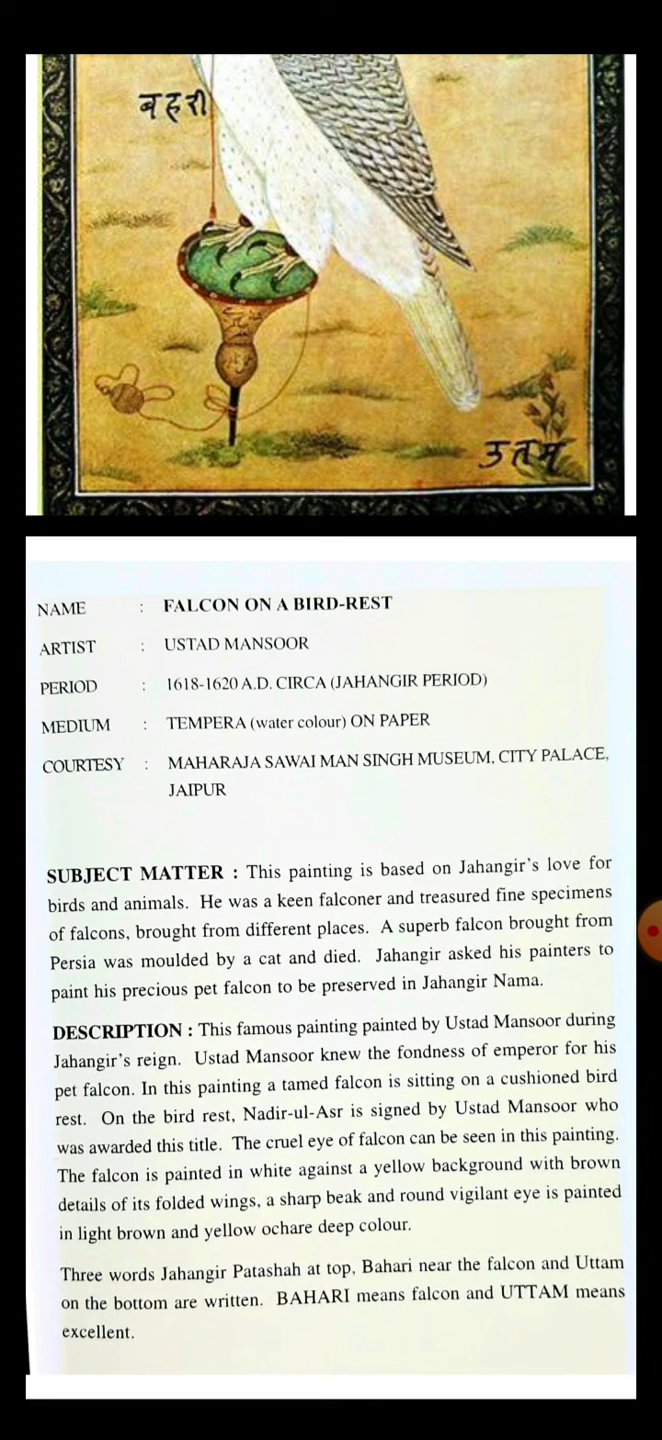 बहरी
उतम
NAME : FALCON ON A BIRD-REST
ARTIST : USTAD MANSOOR
PERIOD : 1618-1620 A.D. CIRCA (JAHANGIR PERIOD)
MEDIUM : TEMPERA (water colour) ON PAPER
COURTESY : MAHARAJA SAWAI MAN SINGH MUSEUM, CITY PALACE,
JAIPUR
SUBJECT MATTER : This painting is based on Jahangir's love for
birds and animals. He was a keen falconer and treasured fine specimens
of falcons, brought from different places. A superb falcon brought from
Persia was moulded by a cat and died. Jahangir asked his painters to
paint his precious pet falcon to be preserved in Jahangir Nama.
DESCRIPTION : This famous painting painted by Ustad Mansoor during
Jahangir's reign. Ustad Mansoor knew the fondness of emperor for his
pet falcon. In this painting a tamed falcon is sitting on a cushioned bird
rest. On the bird rest, Nadir-ul-Asr is signed by Ustad Mansoor who
was awarded this title. The cruel eye of falcon can be seen in this painting.
The falcon is painted in white against a yellow background with brown
details of its folded wings, a sharp beak and round vigilant eye is painted
in light brown and yellow ochare deep colour.
Three words Jahangir Patashah at top, Bahari near the falcon and Uttam
on the bottom are written. BAHARI means falcon and UTTAM means
excellent.